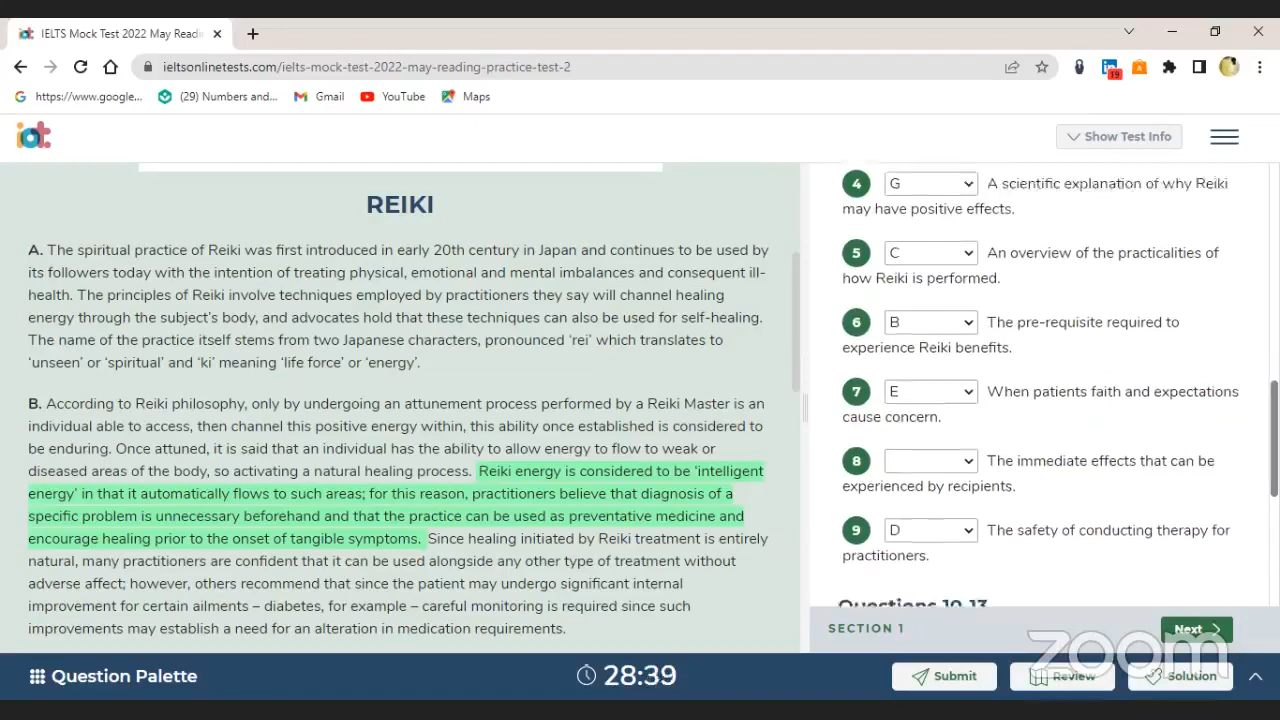 IELTS Mock Test 2022 May Readi
ieltsonlinetests.com/ielts-mock-test-2022-may-reading-practice-test-2
19
https://www.google... (29) Numbers and... Gmail YouTube Maps
iot
Show Test Info
REIKI
A. The spiritual practice of Reiki was first introduced in early 20th century in Japan and continues to be used by
its followers today with the intention of treating physical, emotional and mental imbalances and consequent ill-
health. The principles of Reiki involve techniques employed by practitioners they say will channel healing
energy through the subject's body, and advocates hold that these techniques can also be used for self-healing.
The name of the practice itself stems from two Japanese characters, pronounced 'rei' which translates to
'unseen' or 'spiritual' and 'ki' meaning 'life force' or 'energy'.
B. According to Reiki philosophy, only by undergoing an attunement process performed by a Reiki Master is an
individual able to access, then channel this positive energy within, this ability once established is considered to
be enduring. Once attuned, it is said that an individual has the ability to allow energy to flow to weak or
diseased areas of the body, so activating a natural healing process. Reiki energy is considered to be 'intelligent
energy' in that it automatically flows to such areas; for this reason, practitioners believe that diagnosis of a
specific problem is unnecessary beforehand and that the practice can be used as preventative medicine and
encourage healing prior to the onset of tangible symptoms. Since healing initiated by Reiki treatment is entirely
natural, many practitioners are confident that it can be used alongside any other type of treatment without
adverse affect; however, others recommend that since the patient may undergo significant internal
improvement for certain ailments – diabetes, for example – careful monitoring is required since such
improvements may establish a need for an alteration in medication requirements.
4 G A scientific explanation of why Reiki
may have positive effects.
5 C An overview of the practicalities of
how Reiki is performed.
6 B The pre-requisite required to
experience Reiki benefits.
7 E When patients faith and expectations
cause concern.
8 The immediate effects that can be
experienced by recipients.
9 D The safety of conducting therapy for
practitioners.
Questions 10-13
SECTION 1
Next
Question Palette
28:39
Submit
Review
Solution
zoom